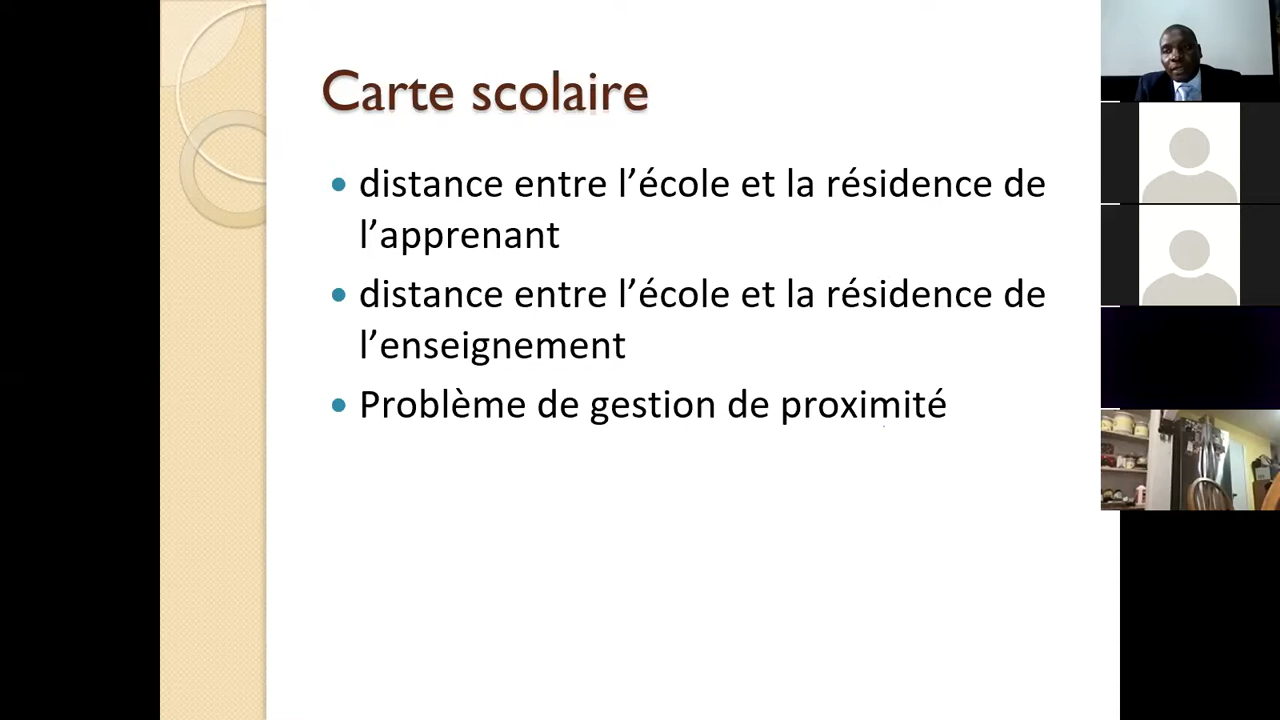 Carte scolaire
distance entre l’école et la résidence de
l’apprenant
distance entre l’école et la résidence de
l’enseignement
Problème de gestion de proximité